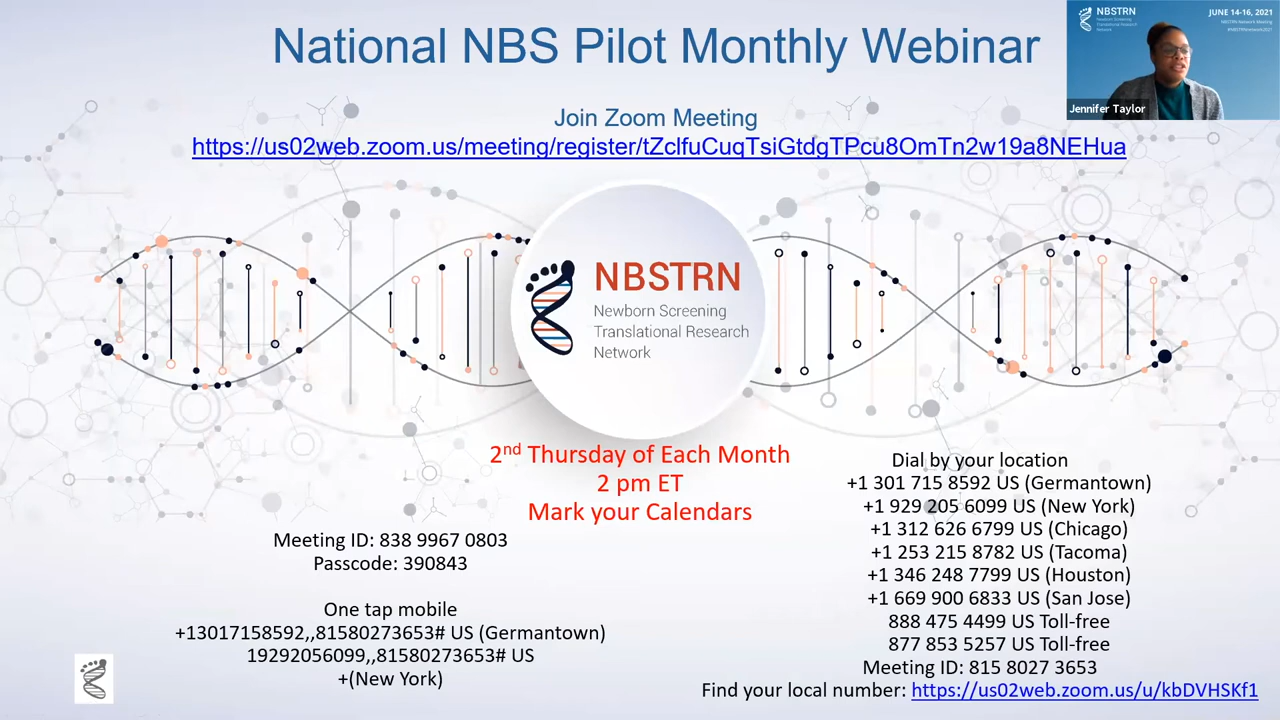 National NBS Pilot Monthly Webinar
NBSTRN
Newborn Screening
Translational Research
Network
JUNE 14-16, 2021
Jennifer Taylor
Join Zoom Meeting
https://us02web.zoom.us/meeting/register/tZclfuCuqTsiGtdgTPcu8OmTn2w19a8NEHua
NBSTRN
Newborn Screening
Translational Research
Network
2nd Thursday of Each Month
2 pm ET
Mark your Calendars
Meeting ID: 838 9967 0803
Passcode: 390843
One tap mobile
+13017158592,,81580273653# US (Germantown)
19292056099,,81580273653# US
+(New York)
Dial by your location
+1 301 715 8592 US (Germantown)
+1 929 205 6099 US (New York)
+1 312 626 6799 US (Chicago)
+1 253 215 8782 US (Tacoma)
+1 346 248 7799 US (Houston)
+1 669 900 6833 US (San Jose)
888 475 4499 US Toll-free
877 853 5257 US Toll-free
Meeting ID: 815 8027 3653
Find your local number: https://us02web.zoom.us/u/kbDVHSKf1